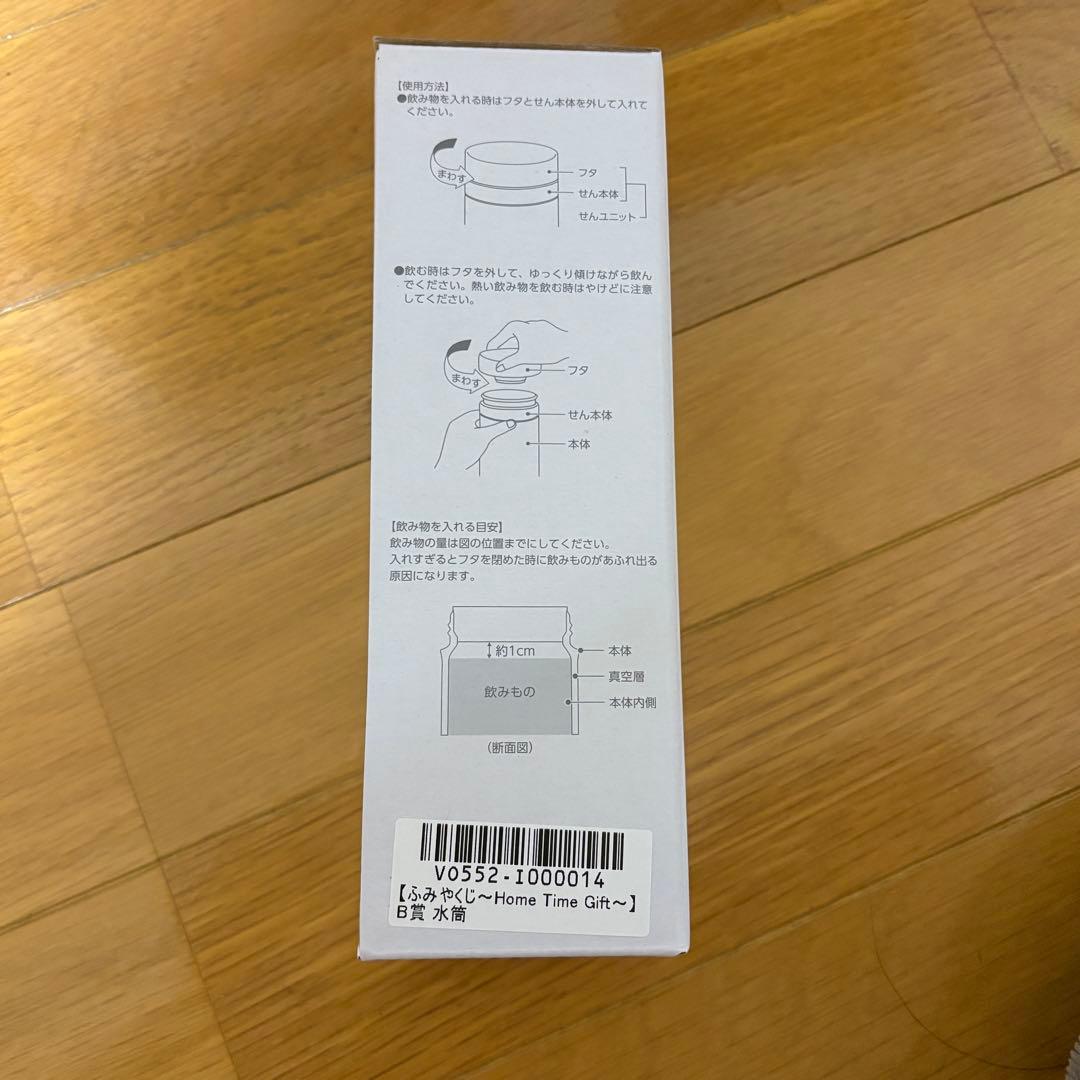 【使用方法】
●飲み物を入れる時はフタとせん本体を外して入れて
ください。
まわす
フタ
せん本体
せんユニット
●飲む時はフタを外して、ゆっくり傾けながら飲ん
でください。熱い飲み物を飲む時はやけどに注意
してください。
まわす
フタ
せん本体
本体
【飲み物を入れる目安】
飲み物の量は図の位置までにしてください。
入れすぎるとフタを閉めた時に飲みものがあふれ出る
原因になります。
約1cm
本体
真空層
飲みもの
本体内側
(断面図)
V0552-I000014
【ふみやくじ～Home Time Gift～】
B賞 水筒